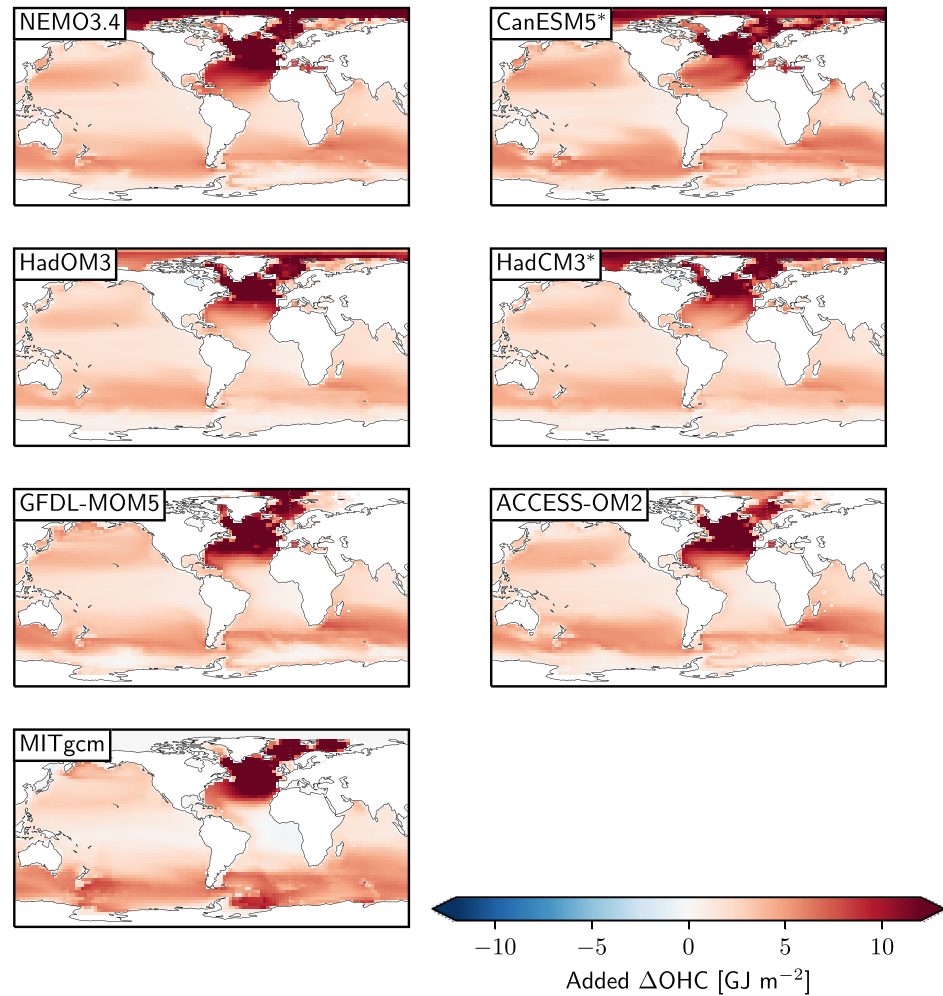 NEMO3.4
CanESM5*
HadOM3
HadCM3*
GFDL-MOM5
ACCESS-OM2
MITgcm
−10 −5 0 5 10
Added ΔOHC [GJ m⁻²]